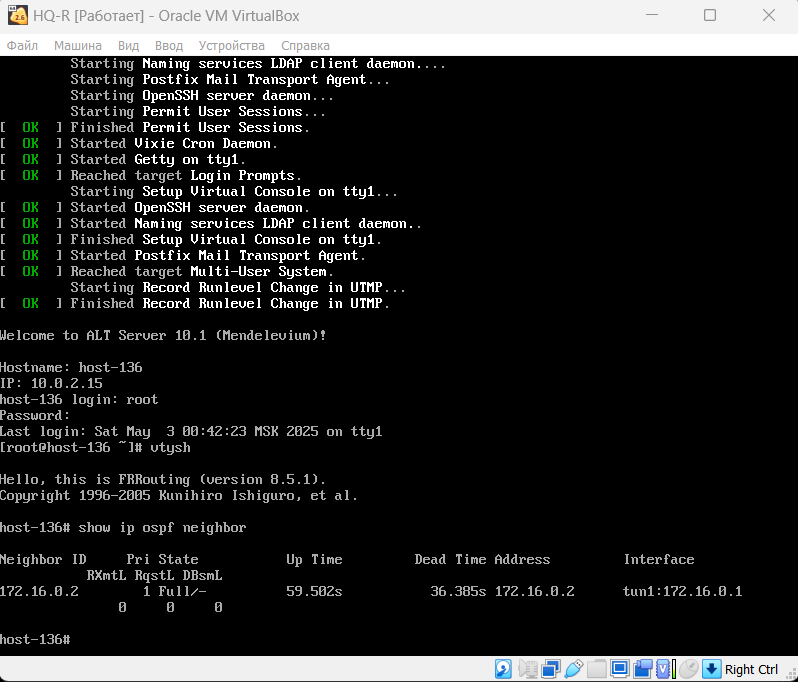 HQ-R [Работает] - Oracle VM VirtualBox
Файл Машина Вид Ввод Устройства Справка
Starting Naming services LDAP client daemon....
Starting Postfix Mail Transport Agent...
Starting OpenSSH server daemon...
Starting Permit User Sessions...
[ OK ] Finished Permit User Sessions.
[ OK ] Started Vixie Cron Daemon.
[ OK ] Started Getty on tty1.
[ OK ] Reached target Login Prompts.
Starting Setup Virtual Console on tty1...
[ OK ] Started OpenSSH server daemon.
[ OK ] Started Naming services LDAP client daemon..
[ OK ] Finished Setup Virtual Console on tty1.
[ OK ] Started Postfix Mail Transport Agent.
[ OK ] Reached target Multi-User System.
Starting Record Runlevel Change in UTMP...
[ OK ] Finished Record Runlevel Change in UTMP.
Welcome to ALT Server 10.1 (Mendelevium)!
Hostname: host-136
IP: 10.0.2.15
host-136 login: root
Password:
Last login: Sat May  3 00:42:23 MSK 2025 on tty1
[root@host-136 ~]# vtysh
Hello, this is FRRouting (version 8.5.1).
Copyright 1996-2005 Kunihiro Ishiguro, et al.
host-136# show ip ospf neighbor
Neighbor ID     Pri State           Up Time         Dead Time Address         Interface
RXmtL RqstL DBsmL
172.16.0.2        1 Full/-          59.502s           36.385s 172.16.0.2      tun1:172.16.0.1
0     0     0
host-136#
Right Ctrl